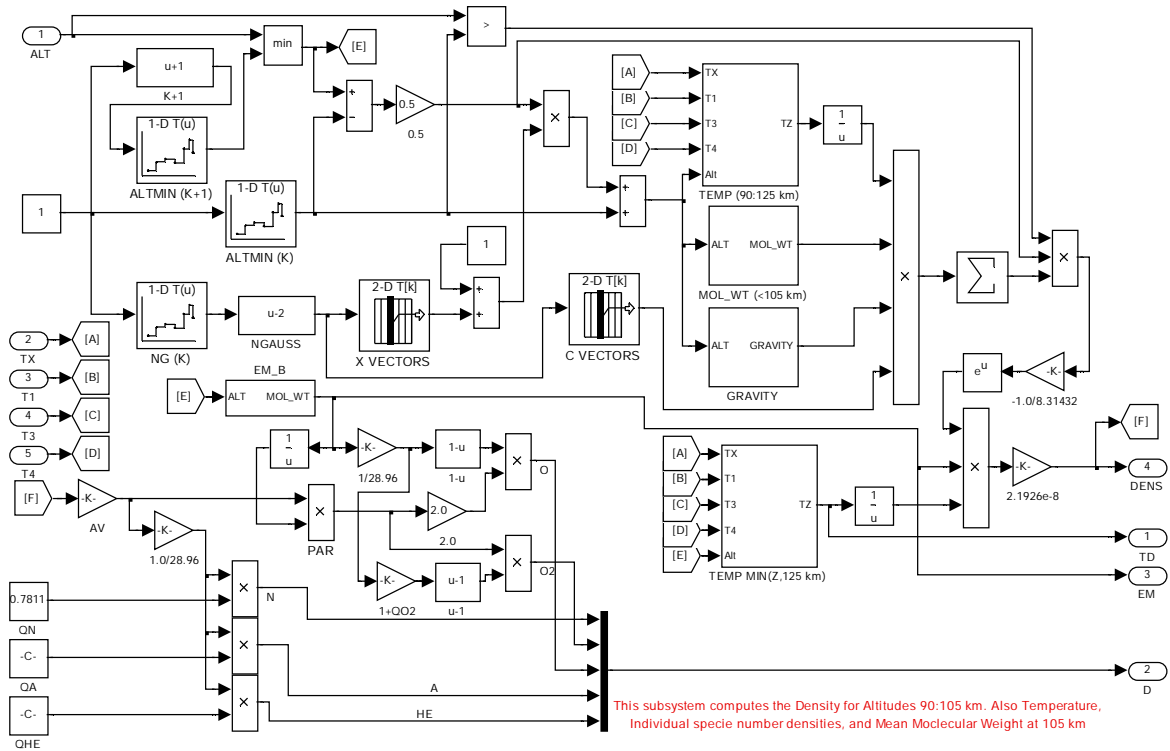 1
ALT
min
[E]
>
u+1
K+1
+
−
0.5
0.5
×
1-D T(u)
ALTMIN (K+1)
1
1-D T(u)
ALTMIN (K)
+
+
[A]
[B]
[C]
[D]
TX
T1
T3
T4
Alt
TZ
TEMP (90:125 km)
1
u
ALT
MOL_WT
MOL_WT (<105 km)
ALT
GRAVITY
GRAVITY
×
Σ
×
1-D T(u)
NG (K)
u-2
NGAUSS
2-D T[k]
X VECTORS
1
+
+
2-D T[k]
C VECTORS
2
TX
3
T1
4
T3
5
T4
[A]
[B]
[C]
[D]
EM_B
[E]
ALT
MOL_WT
1
u
-K-
1/28.96
1-u
1-u
×
O
[F]
-K-
AV
-K-
1.0/28.96
×
PAR
2.0
2.0
×
O2
-K-
1+QO2
u-1
u-1
e^u
-K-
-1.0/8.31432
[A]
[B]
[C]
[D]
[E]
TX
T1
T3
T4
Alt
TZ
TEMP MIN(Z,125 km)
1
u
×
-K-
2.1926e-8
[F]
4
DENS
1
TD
3
EM
0.7811
QN
-C-
QA
-C-
QHE
×
N
×
A
×
HE
2
D
This subsystem computes the Density for Altitudes 90:105 km. Also Temperature,
Individual specie number densities, and Mean Moclecular Weight at 105 km